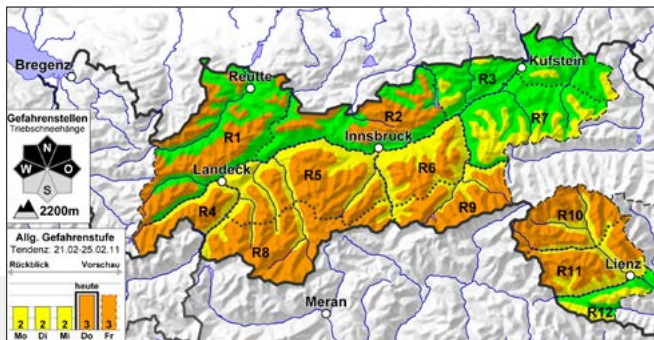 Bregenz
Reutte
Kufstein
R3
R2
R7
R1
Innsbruck
Landeck
R5
R6
R4
R9
R8
R10
R11
Lienz
R12
Meran
Gefahrenstellen
Triebschneehänge
N
W O
S
2200m
Allg. Gefahrenstufe
Tendenz: 21.02-25.02.11
Rückblick Vorschau
heute
2 2 2 3 3
Mo Di Mi Do Fr